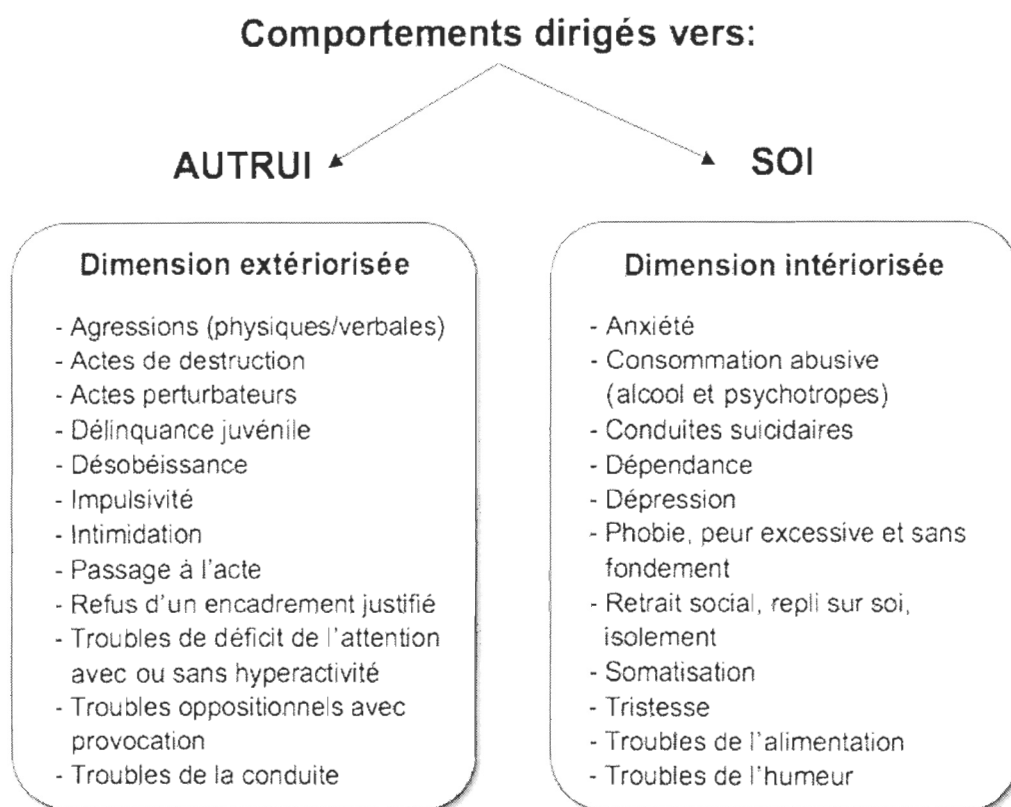 Comportements dirigés vers:
AUTRUI
SOI
Dimension extériorisée
- Agressions (physiques/verbales)
- Actes de destruction
- Actes perturbateurs
- Délinquance juvénile
- Désobéissance
- Impulsivité
- Intimidation
- Passage à l'acte
- Refus d'un encadrement justifié
- Troubles de déficit de l'attention
avec ou sans hyperactivité
- Troubles oppositionnels avec
provocation
- Troubles de la conduite
Dimension intériorisée
- Anxiété
- Consommation abusive
(alcool et psychotropes)
- Conduites suicidaires
- Dépendance
- Dépression
- Phobie, peur excessive et sans
fondement
- Retrait social, repli sur soi,
isolement
- Somatisation
- Tristesse
- Troubles de l'alimentation
- Troubles de l'humeur